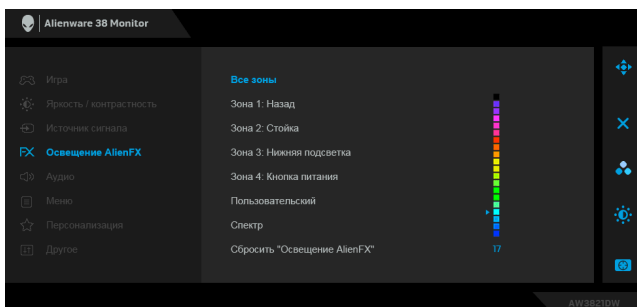 Alienware 38 Monitor
Игра
Яркость / контрастность
Источник сигнала
FX Освещение AlienFX
Аудио
Меню
Персонализация
Другое
Все зоны
Зона 1: Назад
Зона 2: Стойка
Зона 3: Нижняя подсветка
Зона 4: Кнопка питания
Пользовательский
Спектр
Сбросить "Освещение AlienFX"
17
AW3821DW